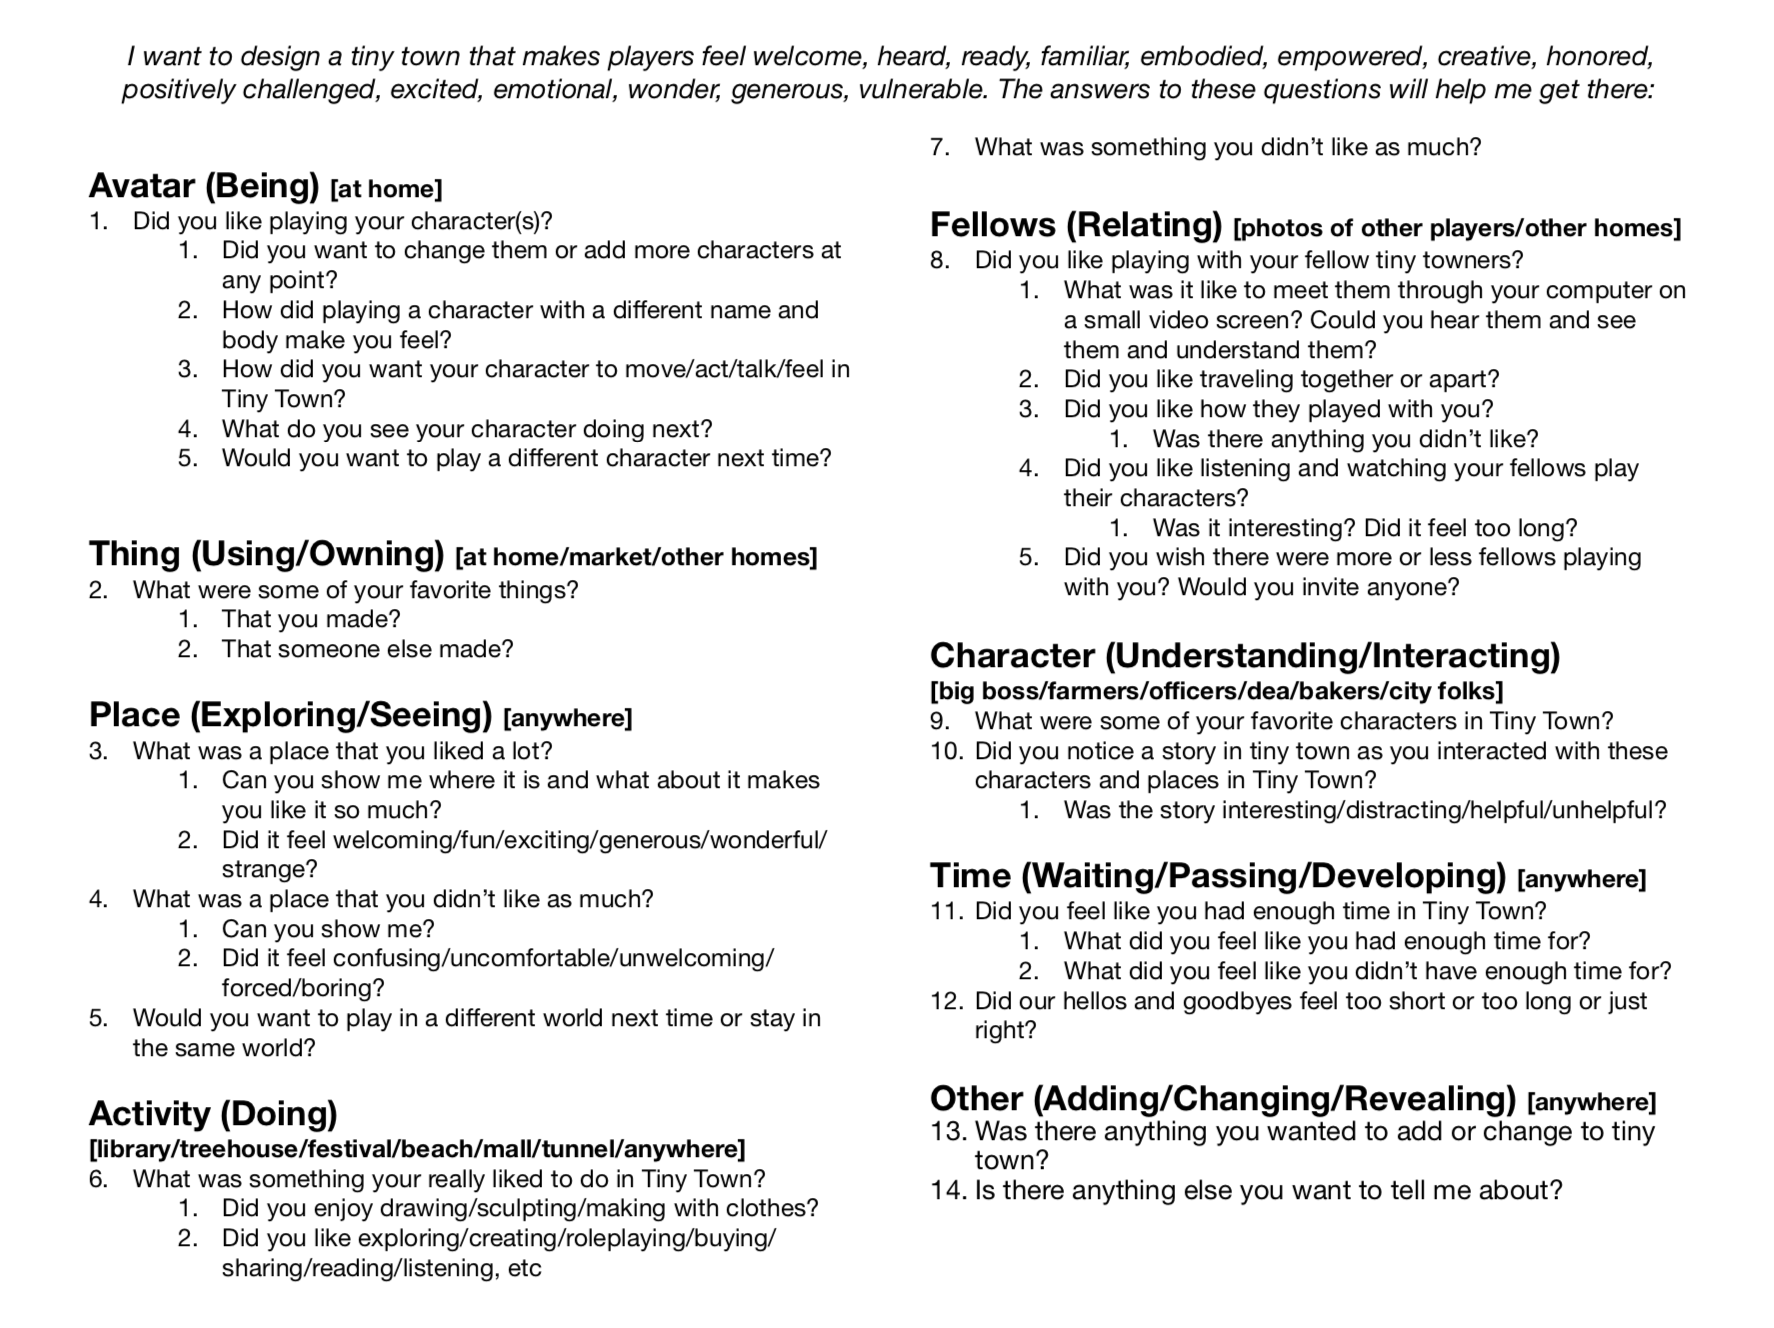 I want to design a tiny town that makes players feel welcome, heard, ready, familiar, embodied, empowered, creative, honored,
positively challenged, excited, emotional, wonder, generous, vulnerable. The answers to these questions will help me get there:
Avatar (Being) [at home]
1. Did you like playing your character(s)?
1. Did you want to change them or add more characters at
any point?
2. How did playing a character with a different name and
body make you feel?
3. How did you want your character to move/act/talk/feel in
Tiny Town?
4. What do you see your character doing next?
5. Would you want to play a different character next time?
Thing (Using/Owning) [at home/market/other homes]
2. What were some of your favorite things?
1. That you made?
2. That someone else made?
Place (Exploring/Seeing) [anywhere]
3. What was a place that you liked a lot?
1. Can you show me where it is and what about it makes
you like it so much?
2. Did it feel welcoming/fun/exciting/generous/wonderful/
strange?
4. What was a place that you didn’t like as much?
1. Can you show me?
2. Did it feel confusing/uncomfortable/unwelcoming/
forced/boring?
5. Would you want to play in a different world next time or stay in
the same world?
Activity (Doing)
[library/treehouse/festival/beach/mall/tunnel/anywhere]
6. What was something your really liked to do in Tiny Town?
1. Did you enjoy drawing/sculpting/making with clothes?
2. Did you like exploring/creating/roleplaying/buying/
sharing/reading/listening, etc
7. What was something you didn’t like as much?
Fellows (Relating) [photos of other players/other homes]
8. Did you like playing with your fellow tiny towners?
1. What was it like to meet them through your computer on
a small video screen? Could you hear them and see
them and understand them?
2. Did you like traveling together or apart?
3. Did you like how they played with you?
1. Was there anything you didn’t like?
4. Did you like listening and watching your fellows play
their characters?
1. Was it interesting? Did it feel too long?
5. Did you wish there were more or less fellows playing
with you? Would you invite anyone?
Character (Understanding/Interacting)
[big boss/farmers/officers/dea/bakers/city folks]
9. What were some of your favorite characters in Tiny Town?
10. Did you notice a story in tiny town as you interacted with these
characters and places in Tiny Town?
1. Was the story interesting/distracting/helpful/unhelpful?
Time (Waiting/Passing/Developing) [anywhere]
11. Did you feel like you had enough time in Tiny Town?
1. What did you feel like you had enough time for?
2. What did you feel like you didn’t have enough time for?
12. Did our hellos and goodbyes feel too short or too long or just
right?
Other (Adding/Changing/Revealing) [anywhere]
13. Was there anything you wanted to add or change to tiny
town?
14. Is there anything else you want to tell me about?